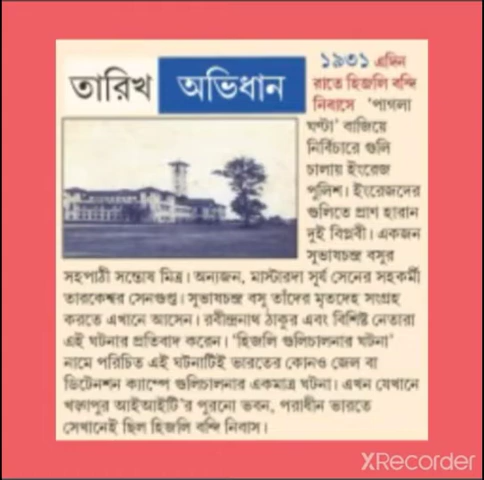 তারিখ অভিধান
১৯৩১ এদিন
রাতে হিজলি বন্দি
নিবাসে 'পাগলা
ঘণ্টা' বাজিয়ে
নির্বিচারে গুলি
চালায় ইংরেজ
পুলিশ। ইংরেজদের
গুলিতে প্রাণ হারান
দুই বিপ্লবী। একজন
সুভাষচন্দ্র বসুর
সহপাঠী সন্তোষ মিত্র। অন্যজন, মাস্টারদা সূর্য সেনের সহকর্মী
তারকেশ্বর সেনগুপ্ত। সুভাষচন্দ্র বসু তাঁদের মৃতদেহ সংগ্রহ
করতে এখানে আসেন। রবীন্দ্রনাথ ঠাকুর এবং বিশিষ্ট নেতারা
এই ঘটনার প্রতিবাদ করেন। 'হিজলি গুলিচালনার ঘটনা'
নামে পরিচিত এই ঘটনাটিই ভারতের কোনও জেল বা
ডিটেনশন ক্যাম্পে গুলিচালনার একমাত্র ঘটনা। এখন যেখানে
খড়্গপুর আইআইটি'র পুরনো ভবন, পরাধীন ভারতে
সেখানেই ছিল হিজলি বন্দি নিবাস।
XRecorder